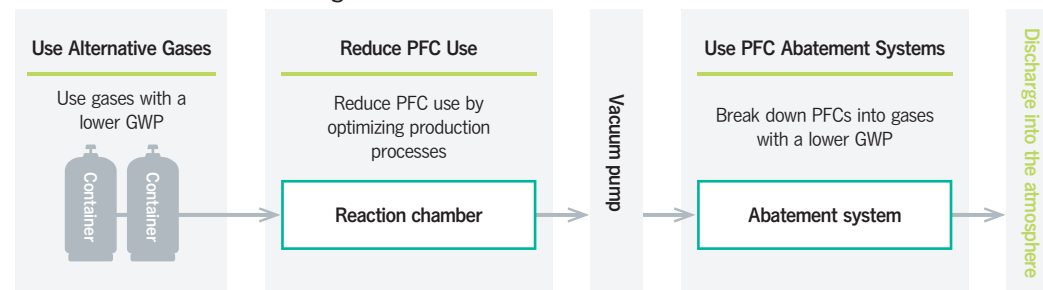 Use Alternative Gases
Use gases with a
lower GWP
Container
Container
Reduce PFC Use
Reduce PFC use by
optimizing production
processes
Reaction chamber
Vacuum pump
Use PFC Abatement Systems
Break down PFCs into gases
with a lower GWP
Abatement system
Discharge into the atmosphere